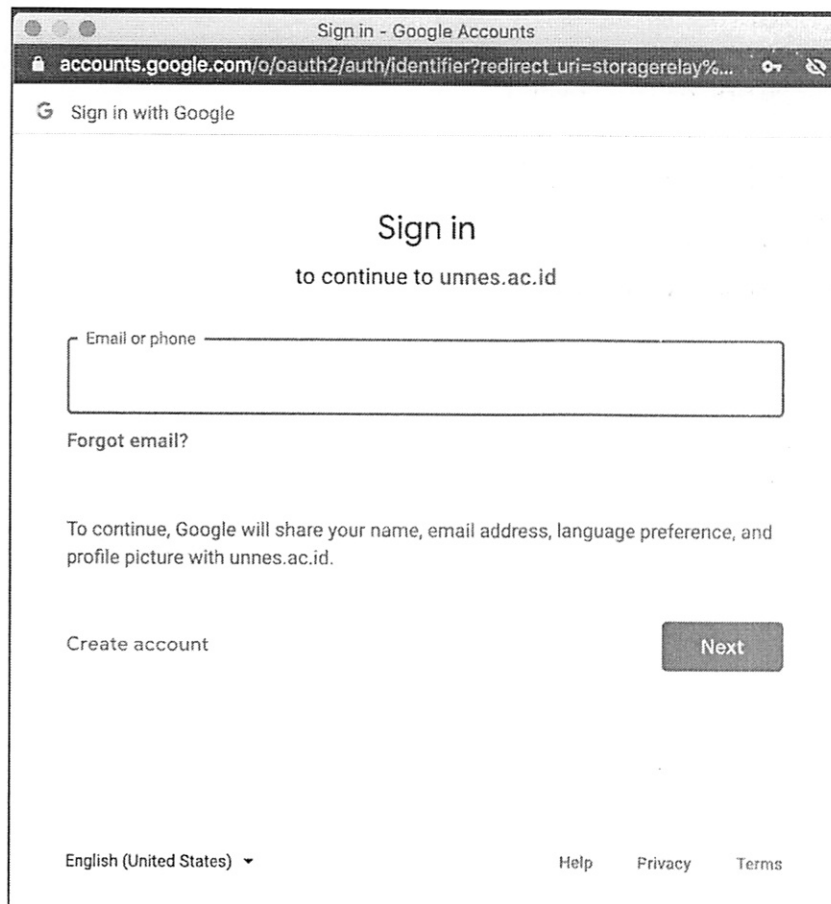 Sign in - Google Accounts
accounts.google.com/o/oauth2/auth/identifier?redirect_uri=storagerelay%...
G Sign in with Google
Sign in
to continue to unnes.ac.id
Email or phone
Forgot email?
To continue, Google will share your name, email address, language preference, and
profile picture with unnes.ac.id.
Create account
Next
English (United States)
Help Privacy Terms